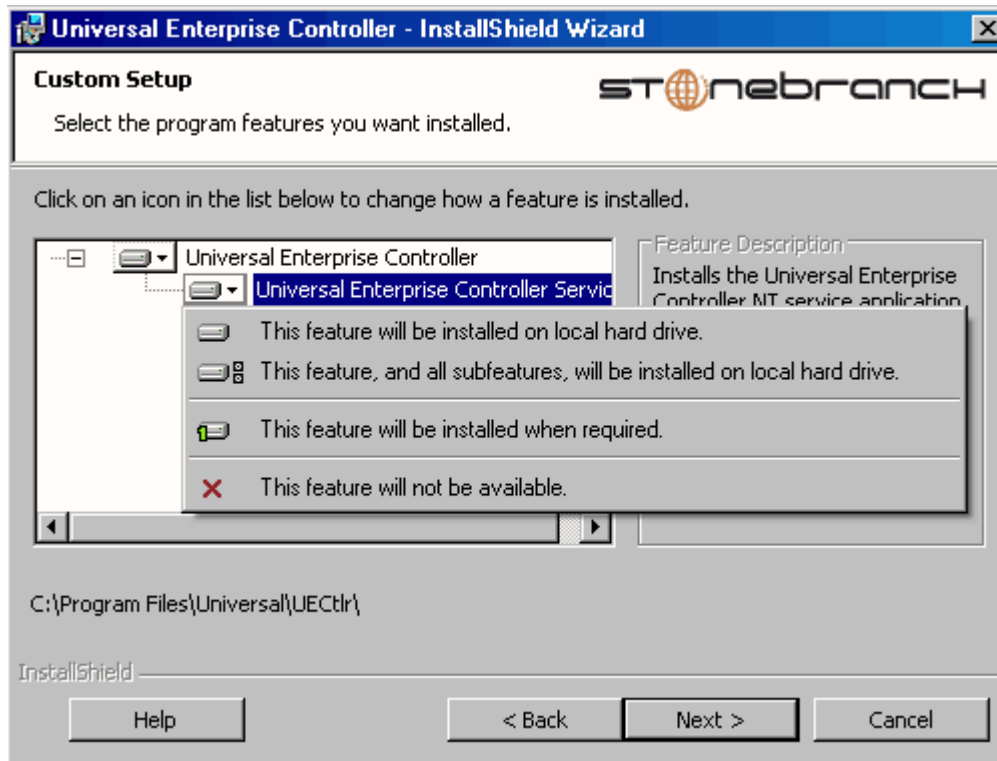 Universal Enterprise Controller - InstallShield Wizard
Custom Setup
STONEBRANCH
Select the program features you want installed.
Click on an icon in the list below to change how a feature is installed.
Universal Enterprise Controller
Universal Enterprise Controller Servic
Feature Description
Installs the Universal Enterprise
Controller NT service application
This feature will be installed on local hard drive.
This feature, and all subfeatures, will be installed on local hard drive.
This feature will be installed when required.
This feature will not be available.
C:\Program Files\Universal\UECtlr\
InstallShield
Help
< Back
Next >
Cancel